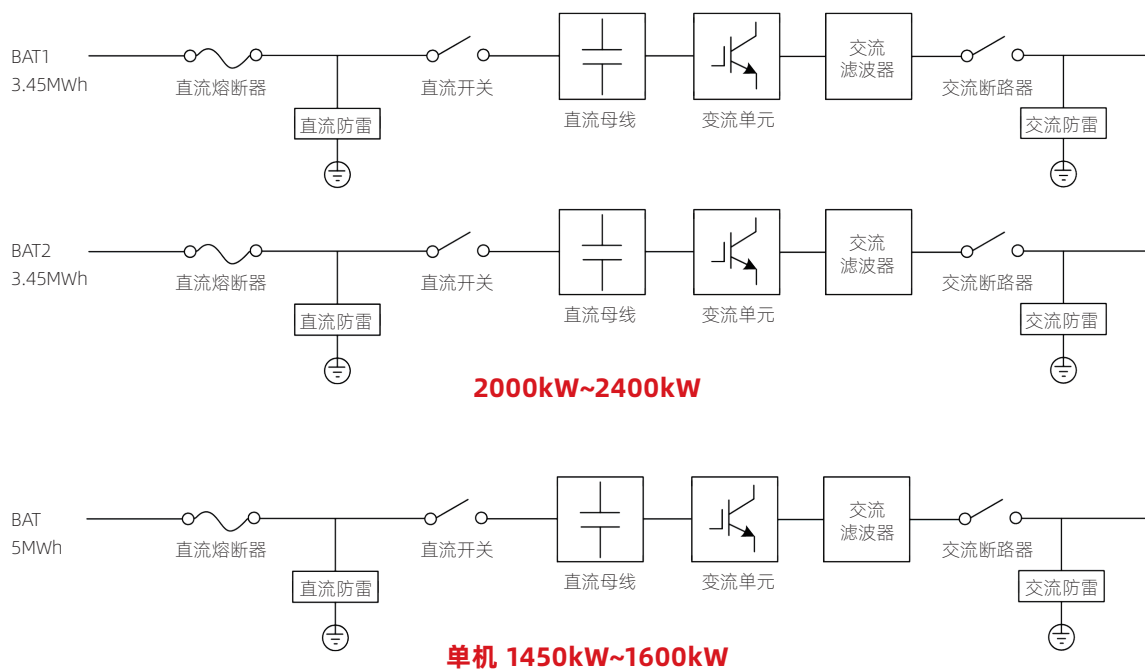 BAT1
3.45MWh
直流熔断器
直流防雷
直流开关
直流母线
变流单元
交流
滤波器
交流断路器
交流防雷
BAT2
3.45MWh
直流熔断器
直流防雷
直流开关
直流母线
变流单元
交流
滤波器
交流断路器
交流防雷
2000kW~2400kW
BAT
5MWh
直流熔断器
直流防雷
直流开关
直流母线
变流单元
交流
滤波器
交流断路器
交流防雷
单机 1450kW~1600kW